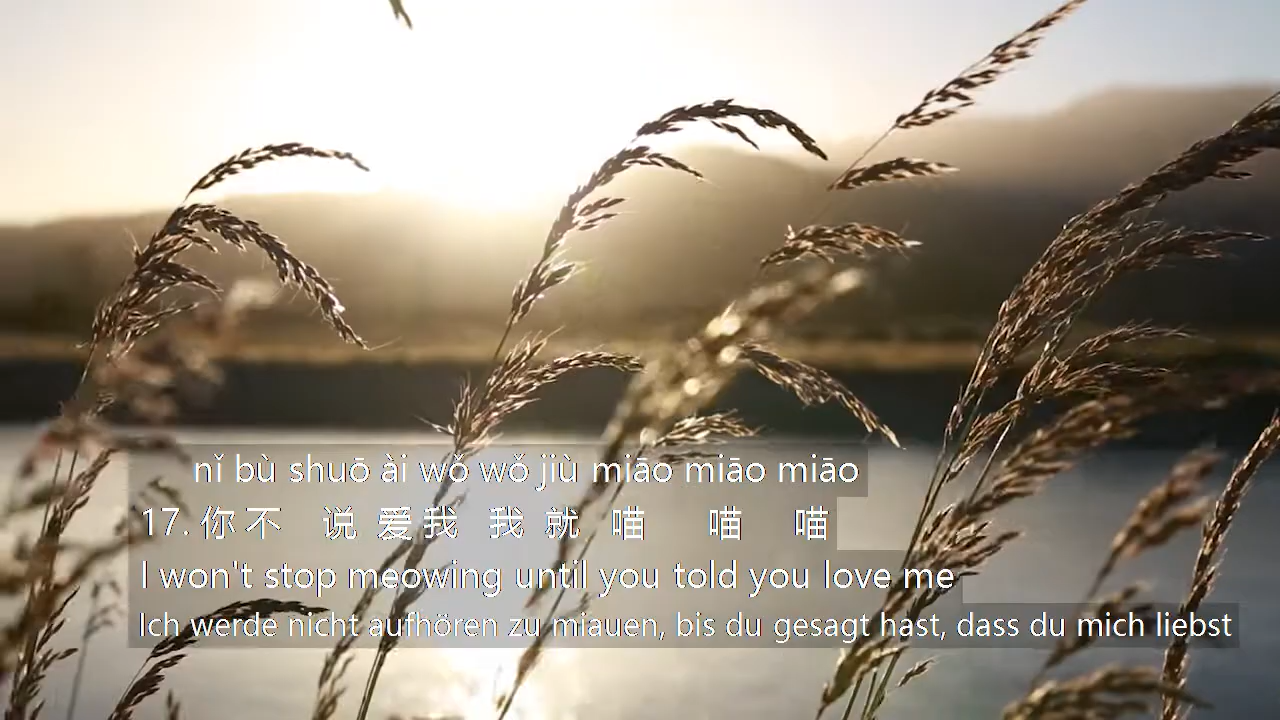 nǐ bù shuō ài wǒ wǒ jiù miāo miāo miāo
17. 你 不 说 爱 我 我 就 喵 喵 喵
I won't stop meowing until you told you love me
Ich werde nicht aufhören zu miauen, bis du gesagt hast, dass du mich liebst